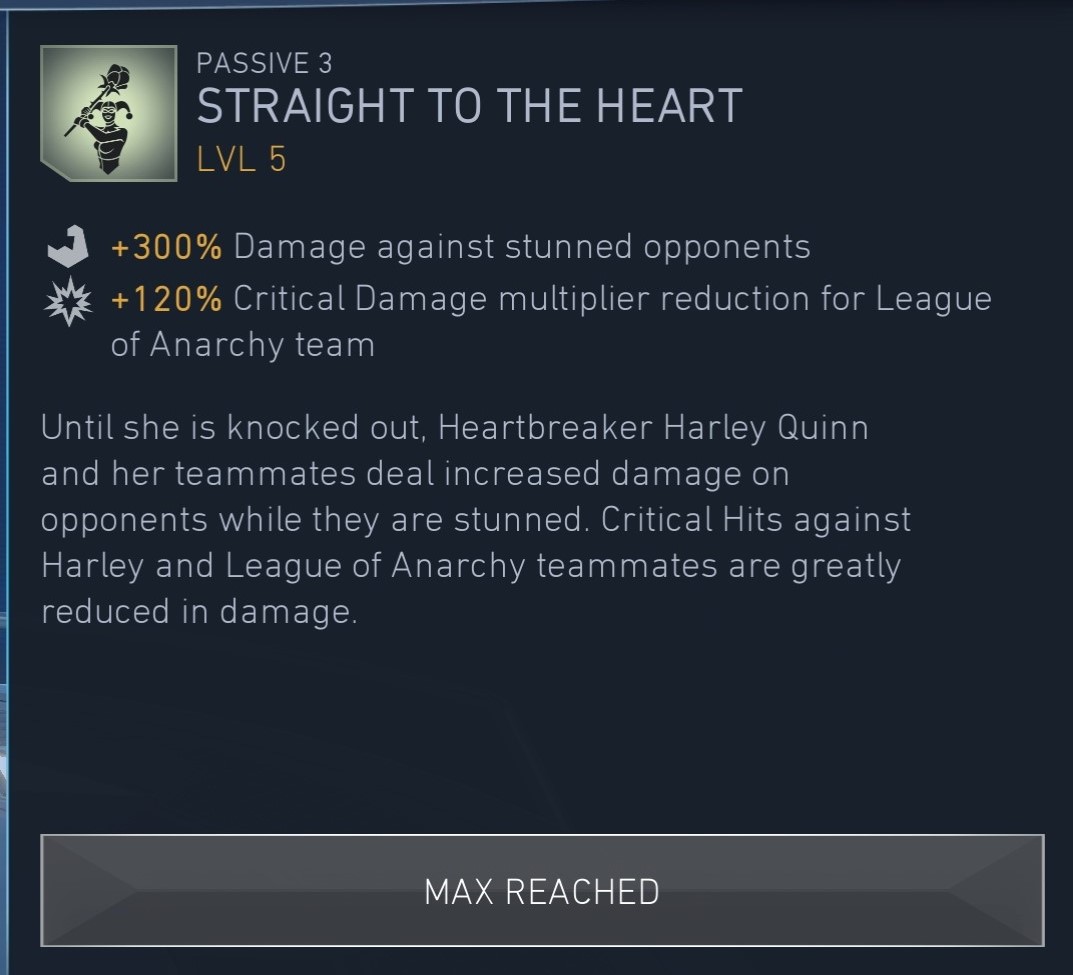 PASSIVE 3
STRAIGHT TO THE HEART
LVL 5
+300% Damage against stunned opponents
+120% Critical Damage multiplier reduction for League
of Anarchy team
Until she is knocked out, Heartbreaker Harley Quinn
and her teammates deal increased damage on
opponents while they are stunned. Critical Hits against
Harley and League of Anarchy teammates are greatly
reduced in damage.
MAX REACHED